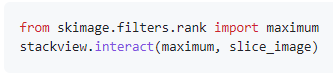 from skimage.filters.rank import maximum
stackview.interact(maximum, slice_image)